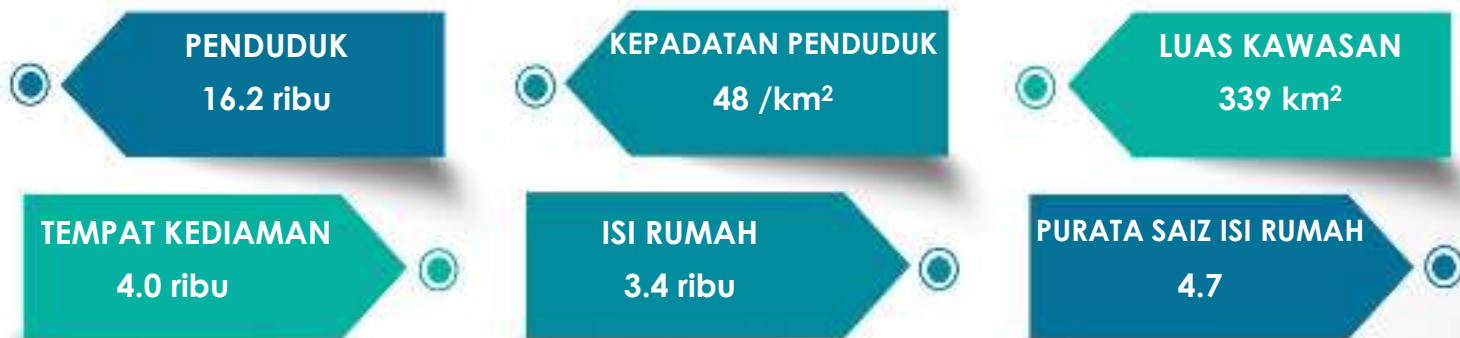 PENDUDUK
16.2 ribu
KEPADATAN PENDUDUK
48 /km²
LUAS KAWASAN
339 km²
TEMPAT KEDIAMAN
4.0 ribu
ISI RUMAH
3.4 ribu
PURATA SAIZ ISI RUMAH
4.7